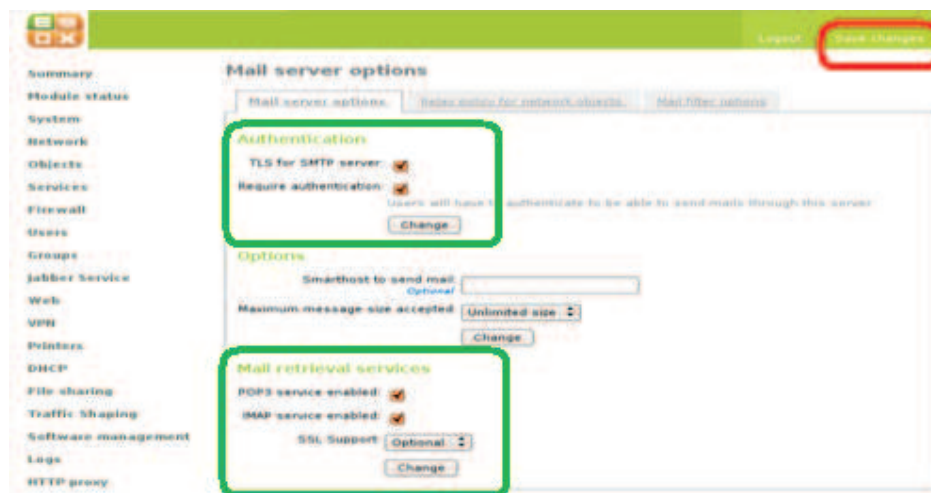 E S
O X
Logout
Save changes
Summary
Module status
System
Network
Objects
Services
Firewall
Users
Groups
Jabber Service
Web
VPN
Printers
DHCP
File sharing
Traffic Shaping
Software management
Logs
HTTP proxy
Mail server options
Mail server options
Relay policy for network objects
Mail filter options
Authentication
TLS for SMTP server:
Require authentication:
Users will have to authenticate to be able to send mails through this server
Change
Options
Smarthost to send mail:
Optional
Maximum message size accepted:
Unlimited size
Change
Mail retrieval services
POP3 service enabled:
IMAP service enabled:
SSL Support:
Optional
Change